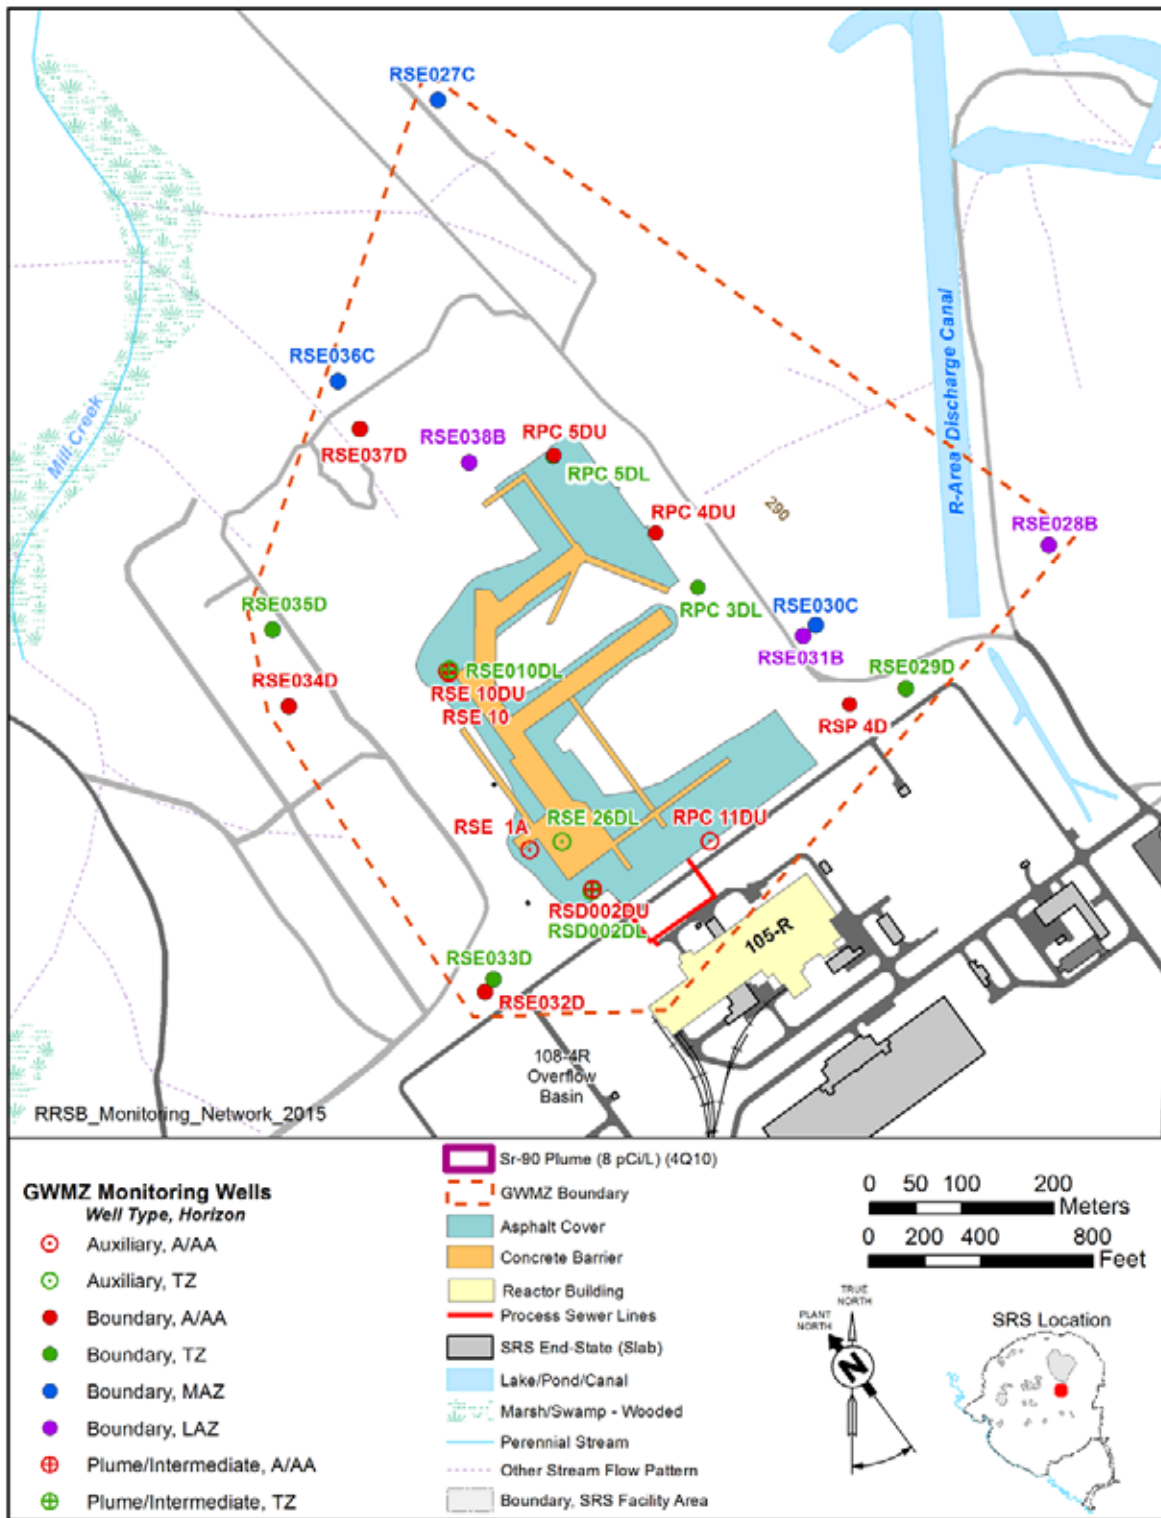 RSE027C
RSE036C
RSE037D
RSE038B
RPC 5DU
RPC 5DL
RPC 4DU
290
R-Area Discharge Canal
RSE028B
Mill Creek
RSE035D
RPC 3DL
RSE030C
RSE031B
RSE029D
RSE010DL
RSE 10DU
RSE 10
RSE034D
RSP 4D
RSE 1A
RSE 26DL
RPC 11DU
RSD002DU
RSD002DL
105-R
RSE033D
RSE032D
108-4R
Overflow
Basin
RRSB_Monitoring_Network_2015
GWMZ Monitoring Wells
Well Type, Horizon
Auxiliary, A/AA
Auxiliary, TZ
Boundary, A/AA
Boundary, TZ
Boundary, MAZ
Boundary, LAZ
Plume/Intermediate, A/AA
Plume/Intermediate, TZ
Sr-90 Plume (8 pCi/L) (4Q10)
GWMZ Boundary
Asphalt Cover
Concrete Barrier
Reactor Building
Process Sewer Lines
SRS End-State (Slab)
Lake/Pond/Canal
Marsh/Swamp - Wooded
Perennial Stream
Other Stream Flow Pattern
Boundary, SRS Facility Area
0 50 100 200
Meters
0 200 400 800
Feet
TRUE
NORTH
PLANT
NORTH
N
SRS Location